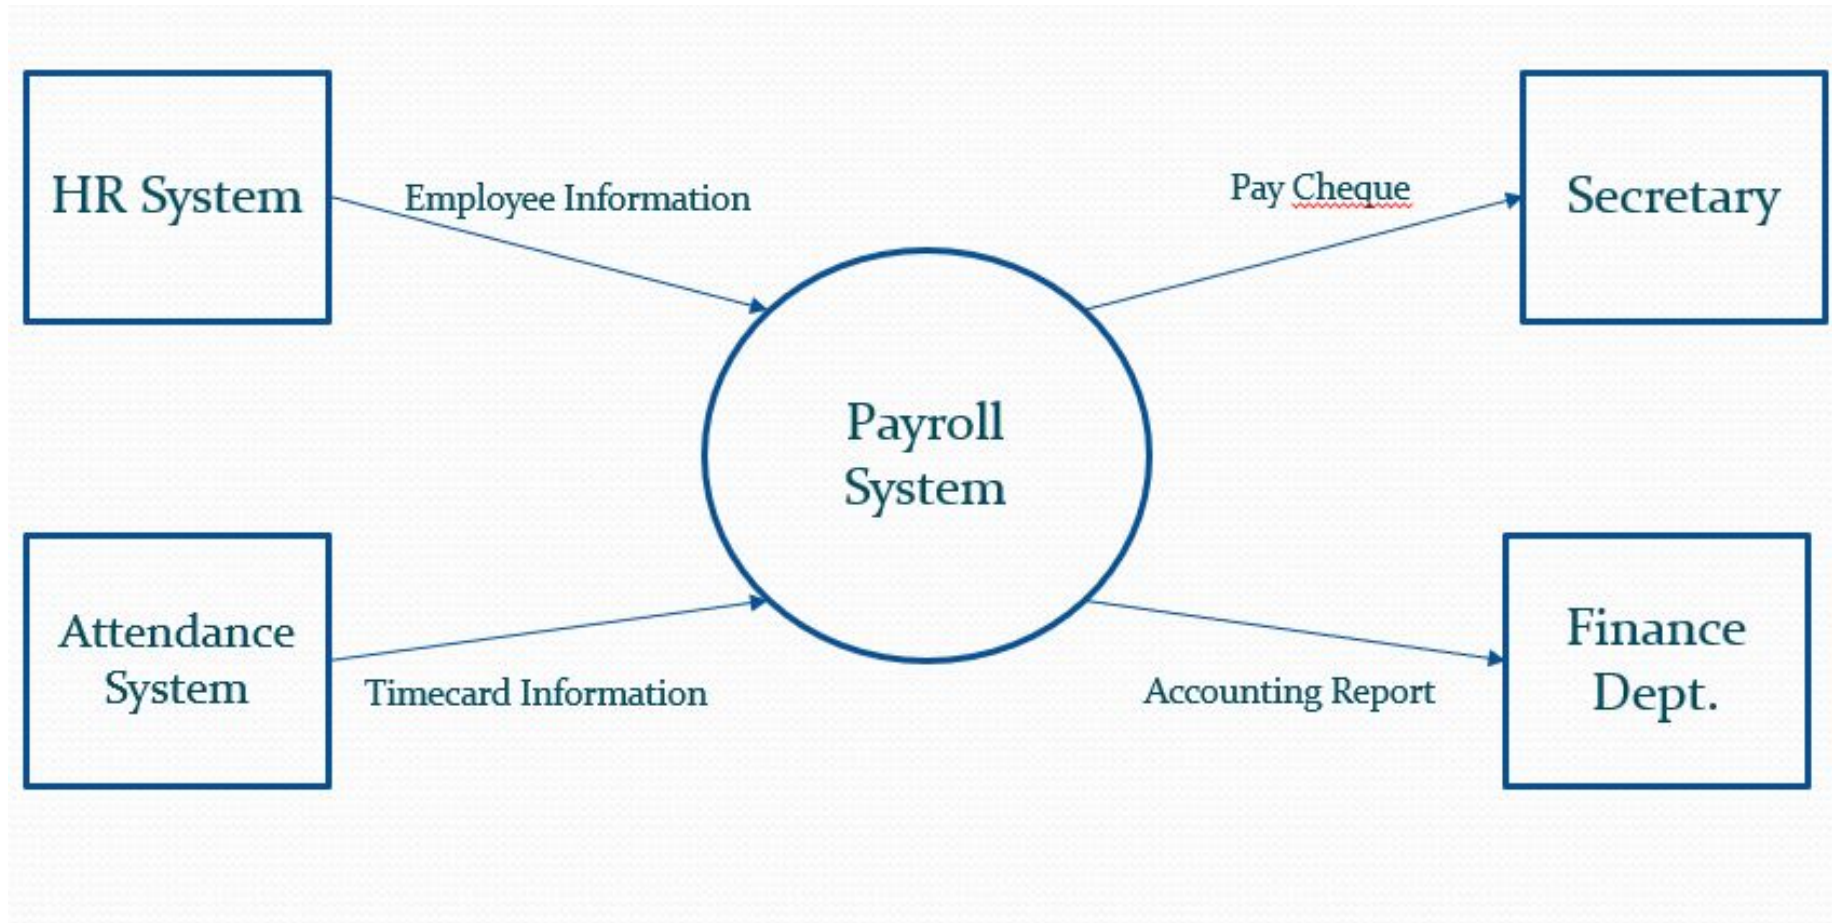 HR System
Employee Information
Pay Cheque
Secretary
Payroll
System
Attendance
System
Timecard Information
Accounting Report
Finance
Dept.